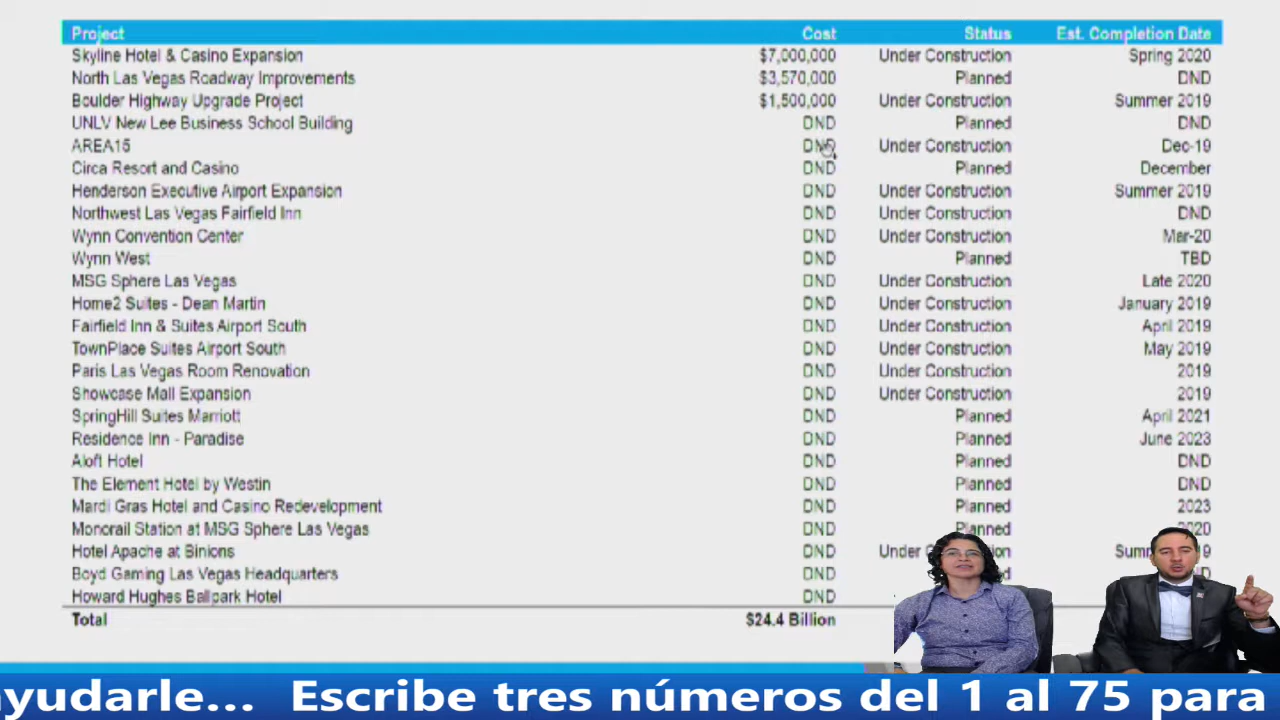 Project Cost Status Est. Completion Date
Skyline Hotel & Casino Expansion $7,000,000 Under Construction Spring 2020
North Las Vegas Roadway Improvements $3,570,000 Planned DND
Boulder Highway Upgrade Project $1,500,000 Under Construction Summer 2019
UNLV New Lee Business School Building DND Planned DND
AREA15 DND Under Construction Dec-19
Circa Resort and Casino DND Planned December
Henderson Executive Airport Expansion DND Under Construction Summer 2019
Northwest Las Vegas Fairfield Inn DND Under Construction DND
Wynn Convention Center DND Under Construction Mar-20
Wynn West DND Planned TBD
MSG Sphere Las Vegas DND Under Construction Late 2020
Home2 Suites - Dean Martin DND Under Construction January 2019
Fairfield Inn & Suites Airport South DND Under Construction April 2019
TownPlace Suites Airport South DND Under Construction May 2019
Paris Las Vegas Room Renovation DND Under Construction 2019
Showcase Mall Expansion DND Under Construction 2019
SpringHill Suites Marriott DND Planned April 2021
Residence Inn - Paradise DND Planned June 2023
Aloft Hotel DND Planned DND
The Element Hotel by Westin DND Planned DND
Mardi Gras Hotel and Casino Redevelopment DND Planned 2023
Monorail Station at MSG Sphere Las Vegas DND Planned 2020
Hotel Apache at Binions DND Under
Boyd Gaming Las Vegas Headquarters DND
Howard Hughes Ballpark Hotel DND
Total $24.4 Billion
ayudarle... Escribe tres números del 1 al 75 para